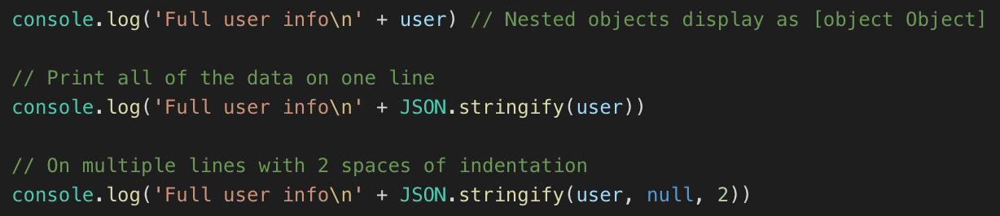 console.log('Full user info\n' + user) // Nested objects display as [object Object]
// Print all of the data on one line
console.log('Full user info\n' + JSON.stringify(user))
// On multiple lines with 2 spaces of indentation
console.log('Full user info\n' + JSON.stringify(user, null, 2))